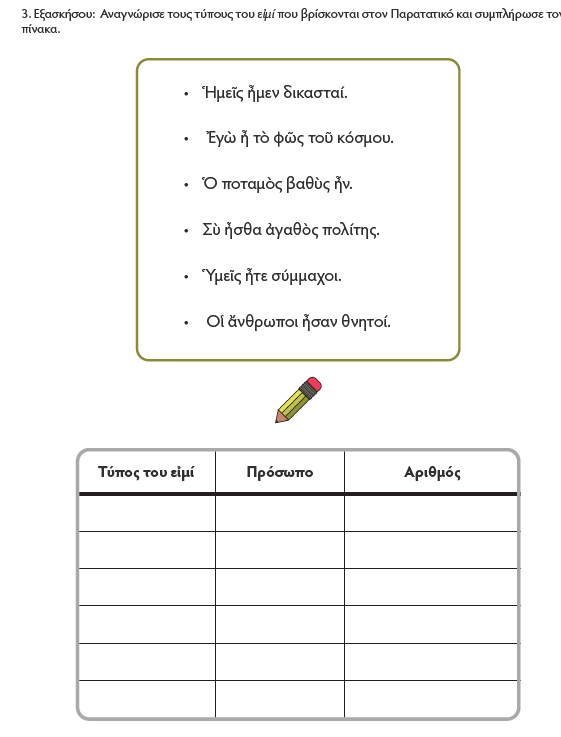 3. Εξασκήσου: Αναγνώρισε τους τύπους του εἰμί που βρίσκονται στον Παρατατικό και συμπλήρωσε τον
πίνακα.
• Ἡμεῖς ἦμεν δικασταί.
• Ἐγὼ ἦ τὸ φῶς τοῦ κόσμου.
• Ὁ ποταμὸς βαθὺς ἦν.
• Σὺ ἦσθα ἀγαθὸς πολίτης.
• Ὑμεῖς ἦτε σύμμαχοι.
• Οἱ ἄνθρωποι ἦσαν θνητοί.
Τύπος του εἰμί Πρόσωπο Αριθμός